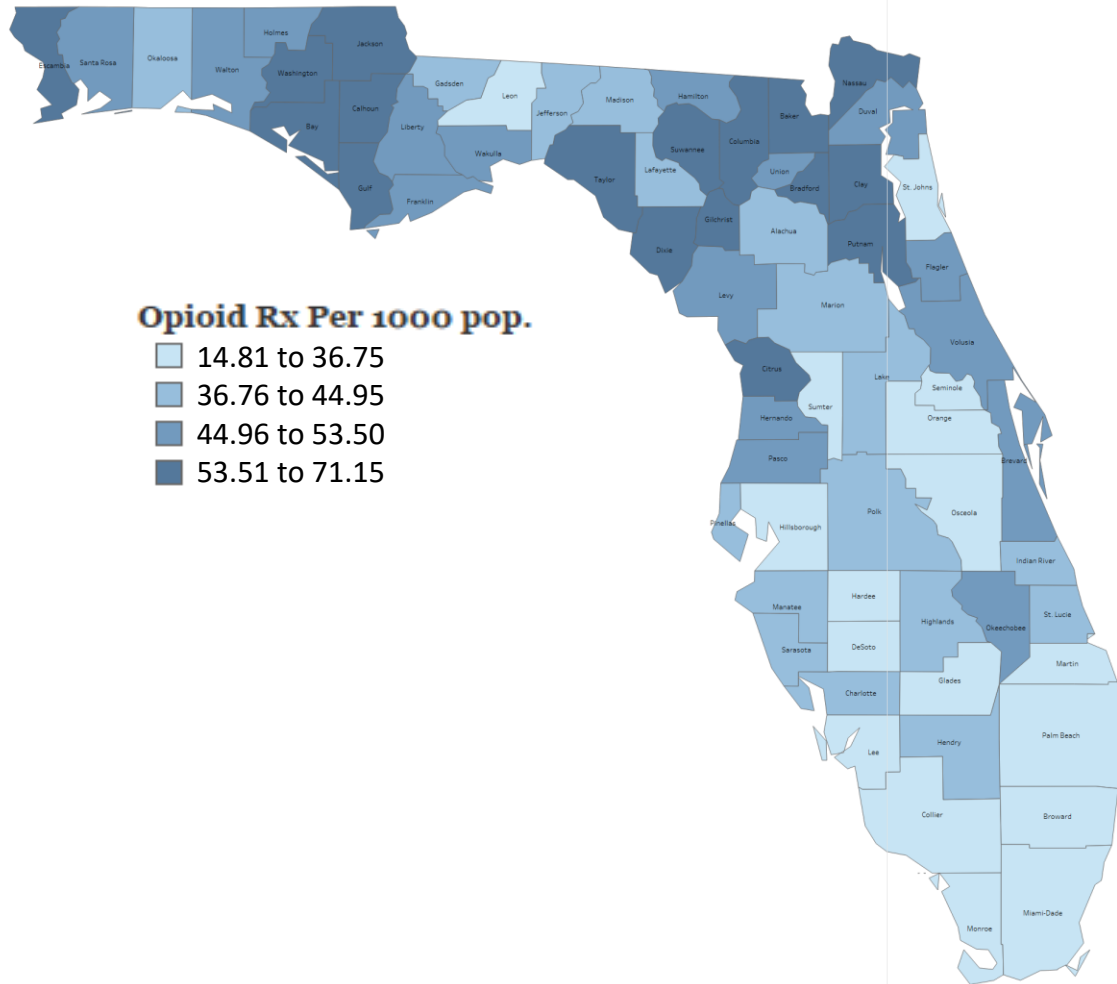 Holmes
Jackson
Escambia
Santa Rosa
Okaloosa
Walton
Washington
Gadsden
Leon
Madison
Hamilton
Nassau
Calhoun
Jefferson
Baker
Duval
Bay
Liberty
Wakulla
Suwannee
Columbia
Taylor
Lafayette
Union
Bradford
Clay
St. Johns
Gulf
Franklin
Gilchrist
Alachua
Putnam
Dixie
Flagler
Levy
Marion
Volusia
Opioid Rx Per 1000 pop.
14.81 to 36.75
36.76 to 44.95
44.96 to 53.50
53.51 to 71.15
Citrus
Lake
Sumter
Seminole
Hernando
Orange
Pasco
Brevard
Pinellas
Hillsborough
Polk
Osceola
Indian River
Manatee
Hardee
Highlands
Okeechobee
St. Lucie
Sarasota
DeSoto
Martin
Glades
Charlotte
Lee
Hendry
Palm Beach
Collier
Broward
Miami-Dade
Monroe